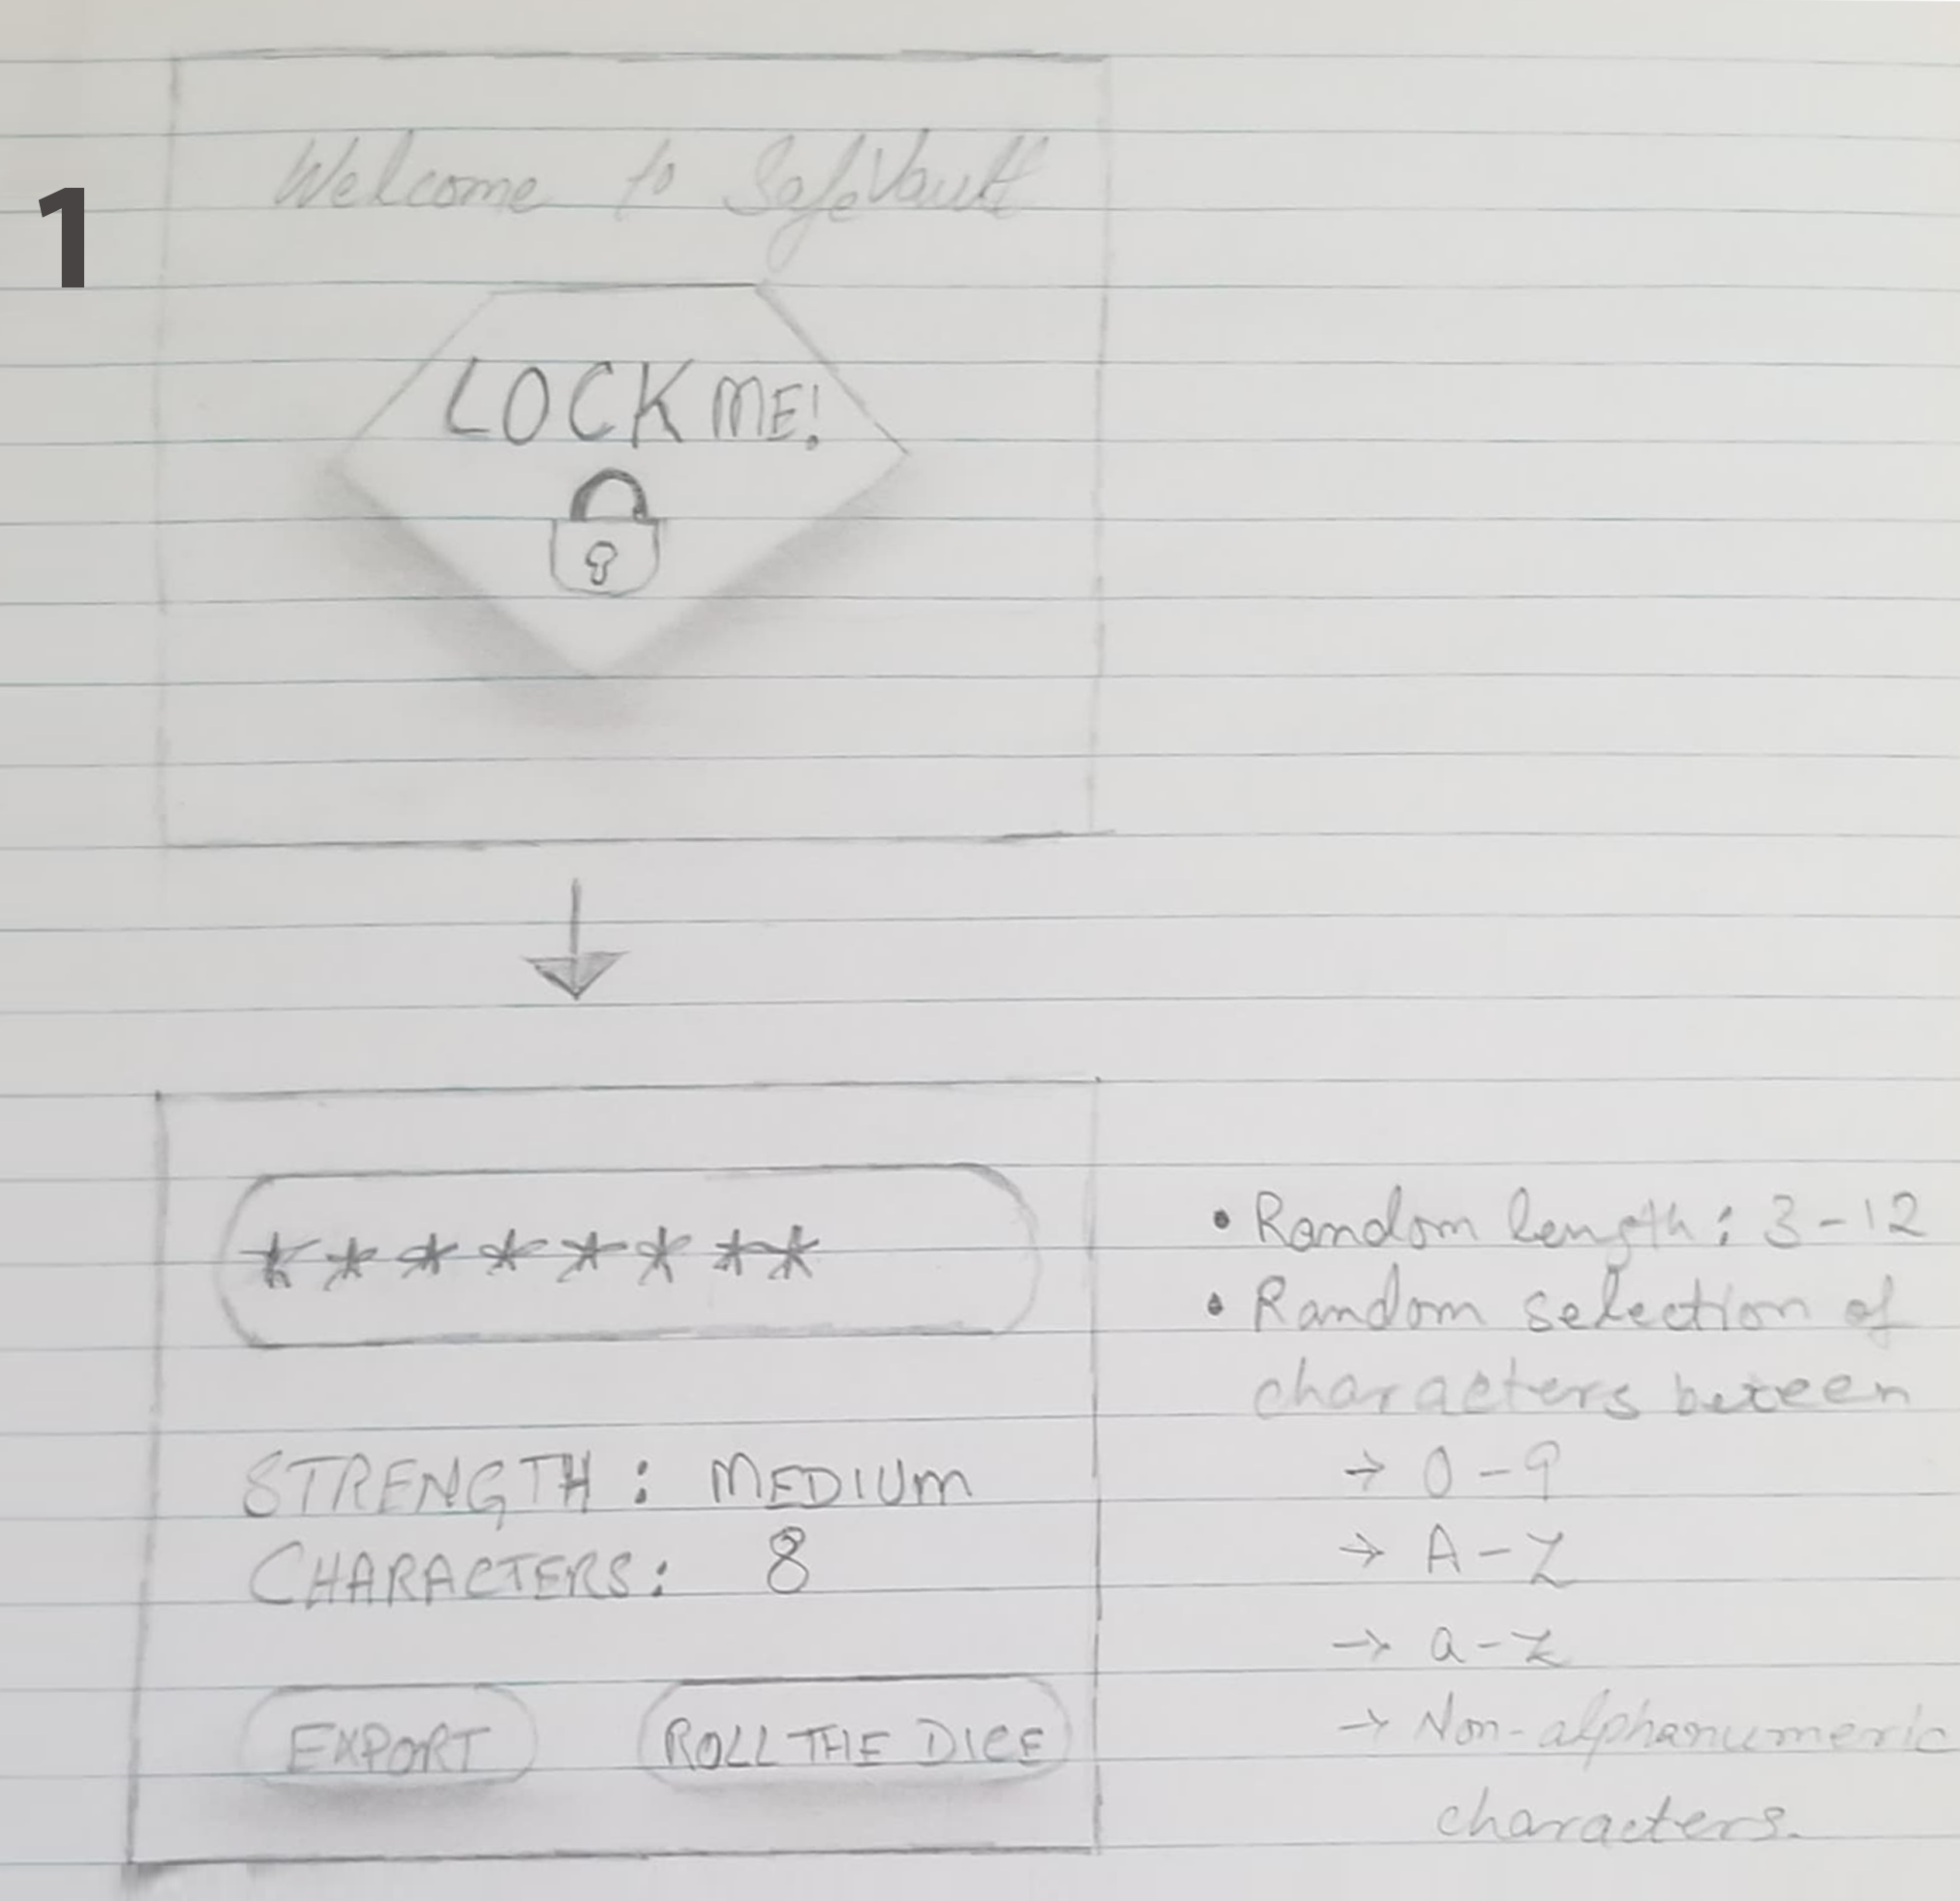 1
Welcome to SafeVault
LOCK ME!
********
• Random length: 3-12
• Random selection of
characters beteen
STRENGTH: MEDIUM
→ 0-9
CHARACTERS: 8
→ A-Z
→ a-z
EXPORT
ROLL THE DICE
→ Non-alphanumeric
characters.